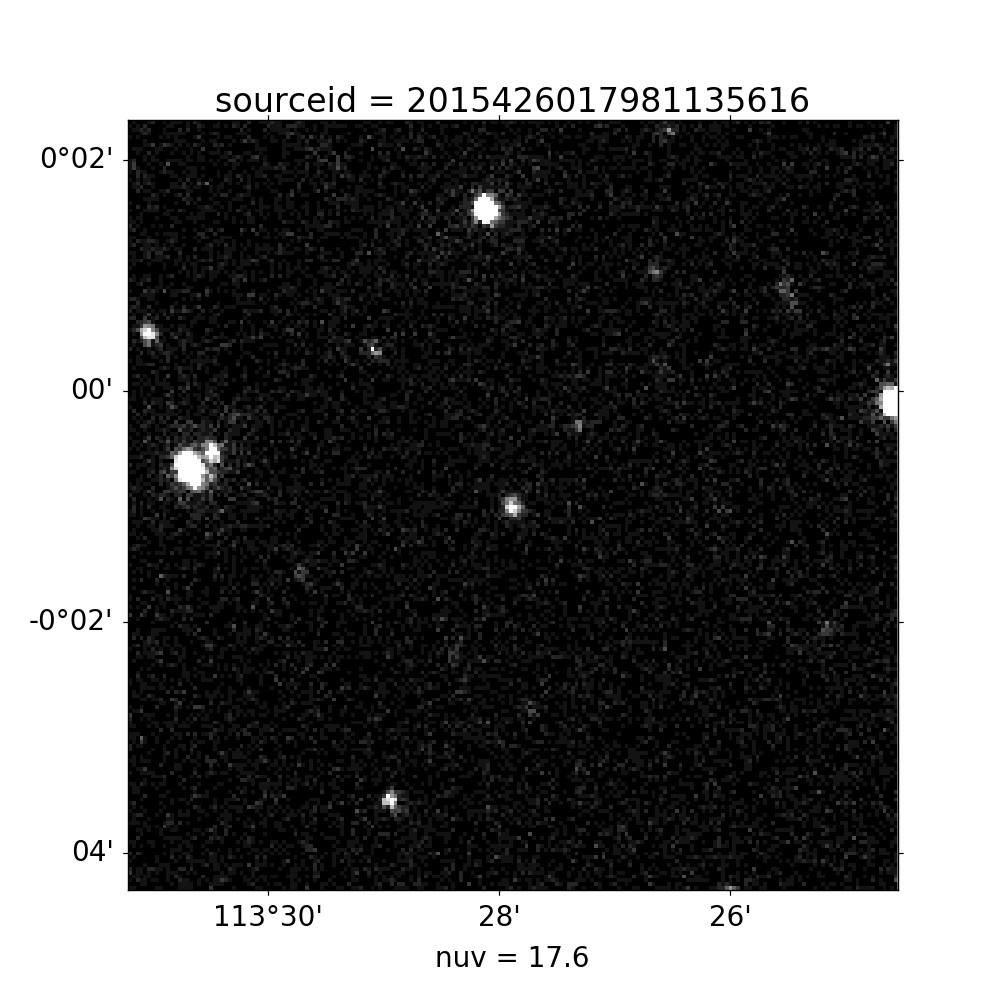 sourceid = 2015426017981135616
0°02'
00'
-0°02'
04'
113°30' 28' 26'
nuv = 17.6